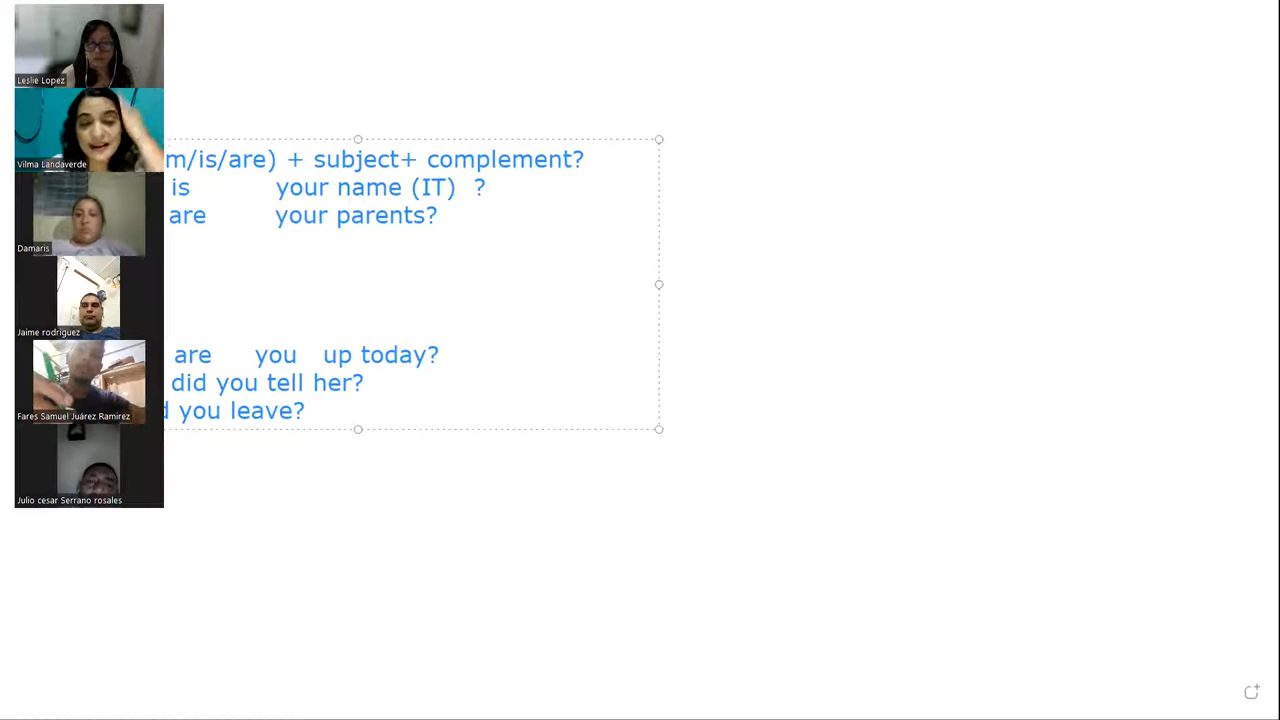 Leslie Lopez
Vilma Landaverde
Damaris
Jaime rodriguez
Fares Samuel Juárez Ramirez
Julio cesar Serrano rosales
m/is/are) + subject+ complement?
is your name (IT) ?
are your parents?
are you up today?
did you tell her?
you leave?